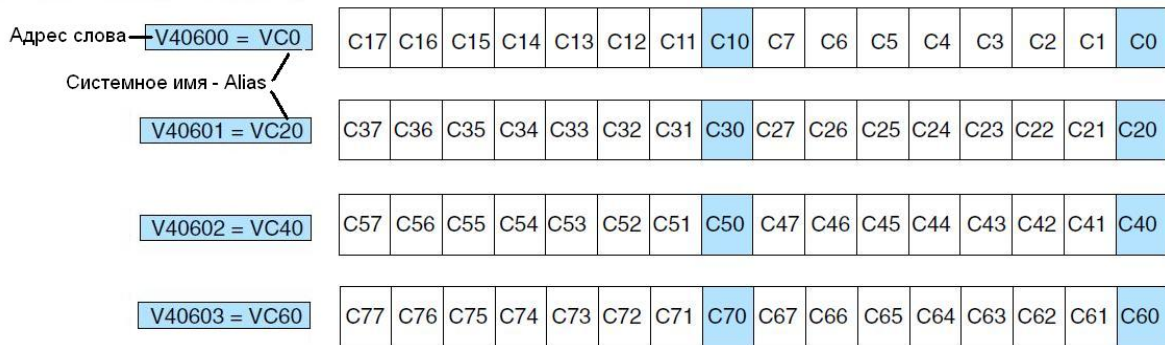 Адрес слова V40600 = VC0 C17 C16 C15 C14 C13 C12 C11 C10 C7 C6 C5 C4 C3 C2 C1 C0
Системное имя - Alias
V40601 = VC20 C37 C36 C35 C34 C33 C32 C31 C30 C27 C26 C25 C24 C23 C22 C21 C20
V40602 = VC40 C57 C56 C55 C54 C53 C52 C51 C50 C47 C46 C45 C44 C43 C42 C41 C40
V40603 = VC60 C77 C76 C75 C74 C73 C72 C71 C70 C67 C66 C65 C64 C63 C62 C61 C60